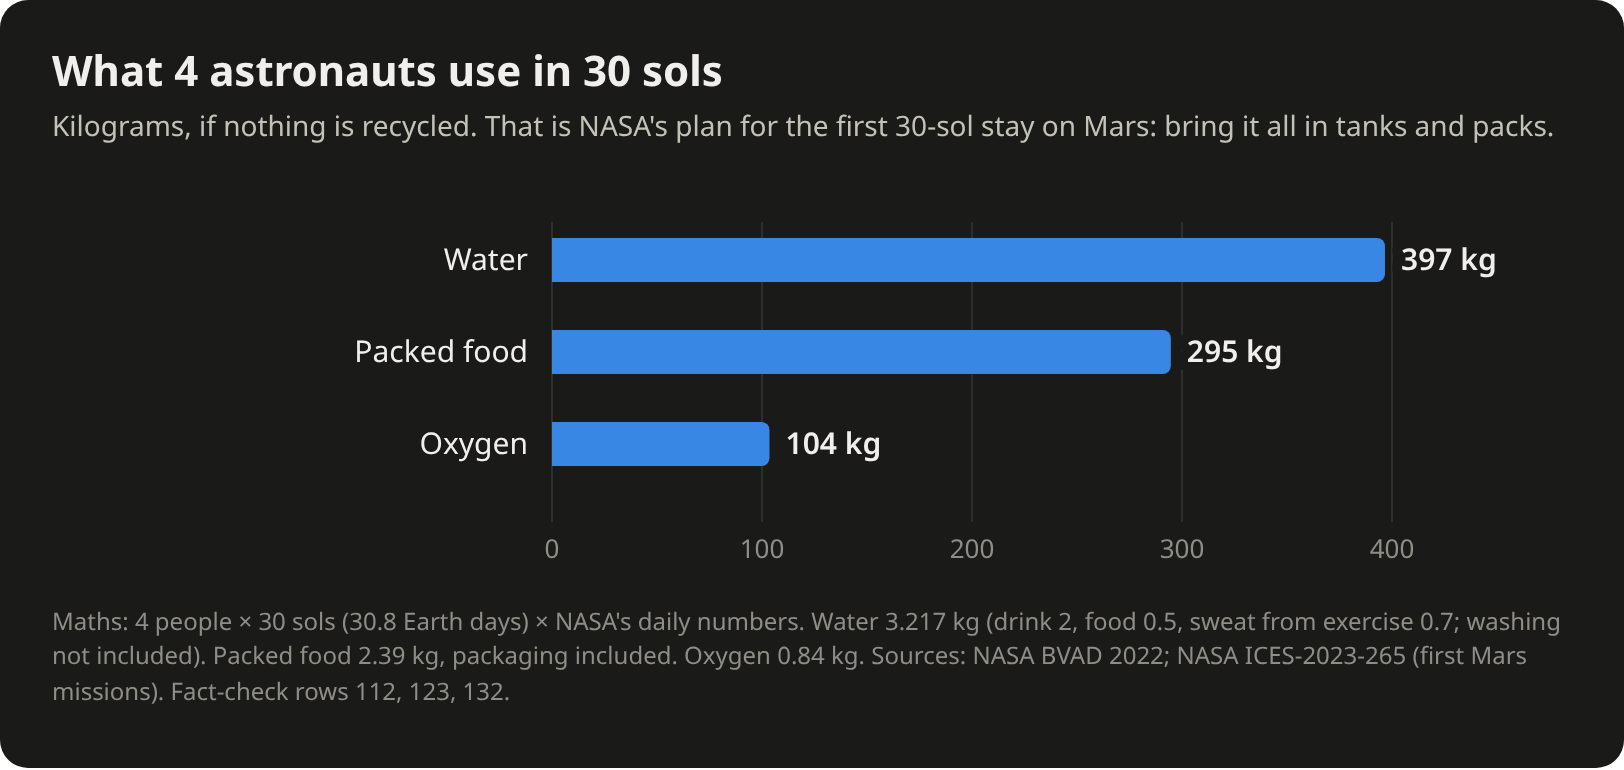 What 4 astronauts use in 30 sols
Kilograms, if nothing is recycled. That is NASA's plan for the first 30-sol stay on Mars: bring it all in tanks and packs.
Water 397 kg
Packed food 295 kg
Oxygen 104 kg
0 100 200 300 400
Maths: 4 people × 30 sols (30.8 Earth days) × NASA's daily numbers. Water 3.217 kg (drink 2, food 0.5, sweat from exercise 0.7; washing
not included). Packed food 2.39 kg, packaging included. Oxygen 0.84 kg. Sources: NASA BVAD 2022; NASA ICES-2023-265 (first Mars
missions). Fact-check rows 112, 123, 132.